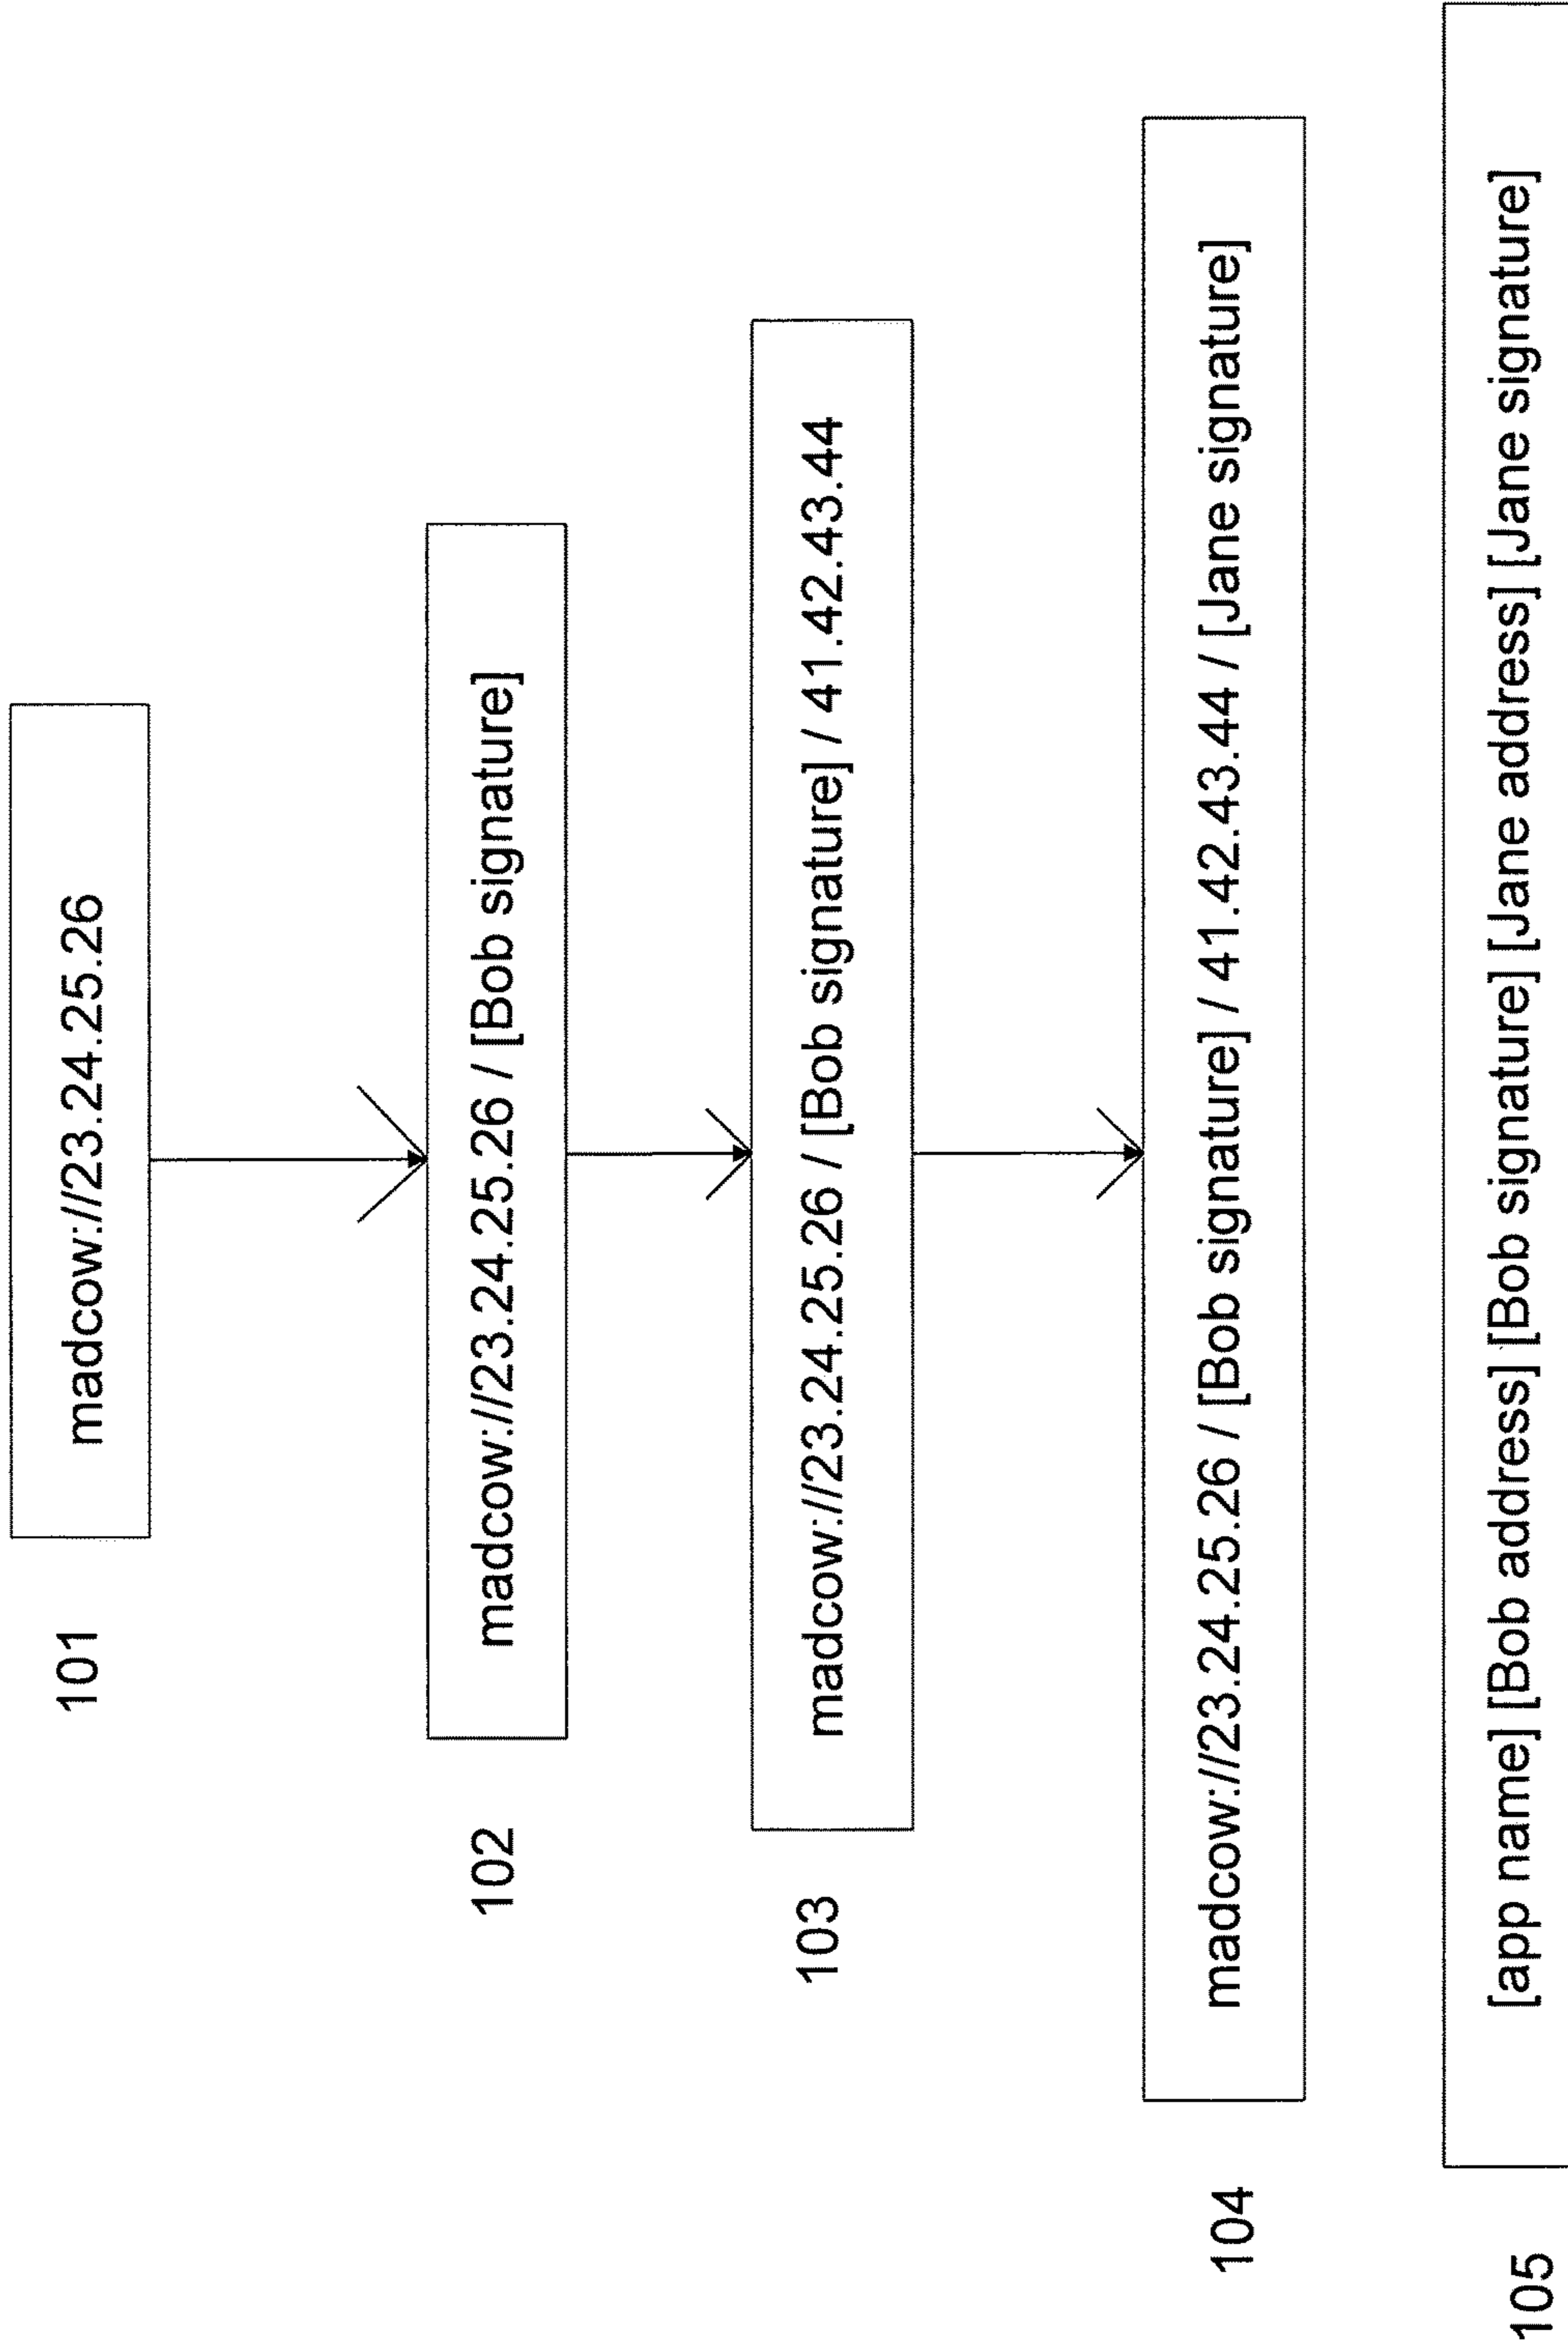 101
madcow://23.24.25.26
102
madcow://23.24.25.26 / [Bob signature]
103
madcow://23.24.25.26 / [Bob signature] / 41.42.43.44
104
madcow://23.24.25.26 / [Bob signature] / 41.42.43.44 / [Jane signature]
105
[app name] [Bob address] [Bob signature] [Jane address] [Jane signature]